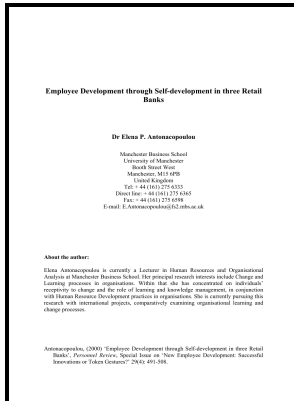 Employee Development through Self-development in three Retail
Banks
Dr Elena P. Antonacopoulou
Manchester Business School
University of Manchester
Booth Street West
Manchester, M15 6PB
United Kingdom
Tel: + 44 (161) 275 6333
Direct line: + 44 (161) 275 6365
Fax: + 44 (161) 275 6598
E-mail: E.Antonacopoulou@fs2.mbs.ac.uk
About the author:
Elena Antonacopoulou is currently a Lecturer in Human Resources and Organisational
Analysis at Manchester Business School. Her principal research interests include Change and
Learning processes in organisations. Within that she has concentrated on individuals'
receptivity to change and the role of learning and knowledge management, in conjunction
with Human Resource Development practices in organisations. She is currently pursuing this
research with international projects, comparatively examining organisational learning and
change processes.
Antonacopoulou, (2000) 'Employee Development through Self-development in three Retail
Banks', Personnel Review, Special Issue on 'New Employee Development: Successful
Innovations or Token Gestures?' 29(4): 491-508.